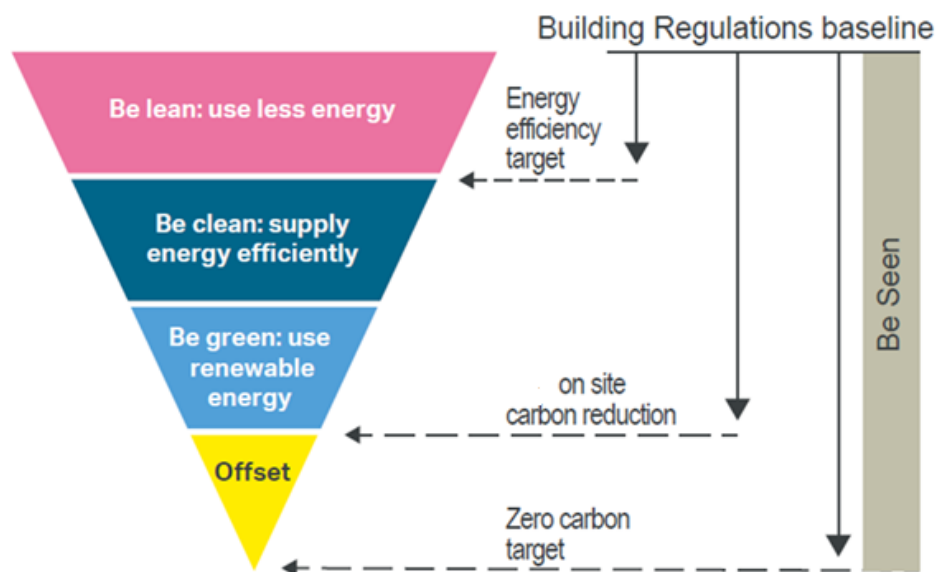 Building Regulations baseline
Be lean: use less energy
Energy
efficiency
target
Be clean: supply
energy efficiently
Be green: use
renewable
energy
on site
carbon reduction
Offset
Zero carbon
target
Be Seen